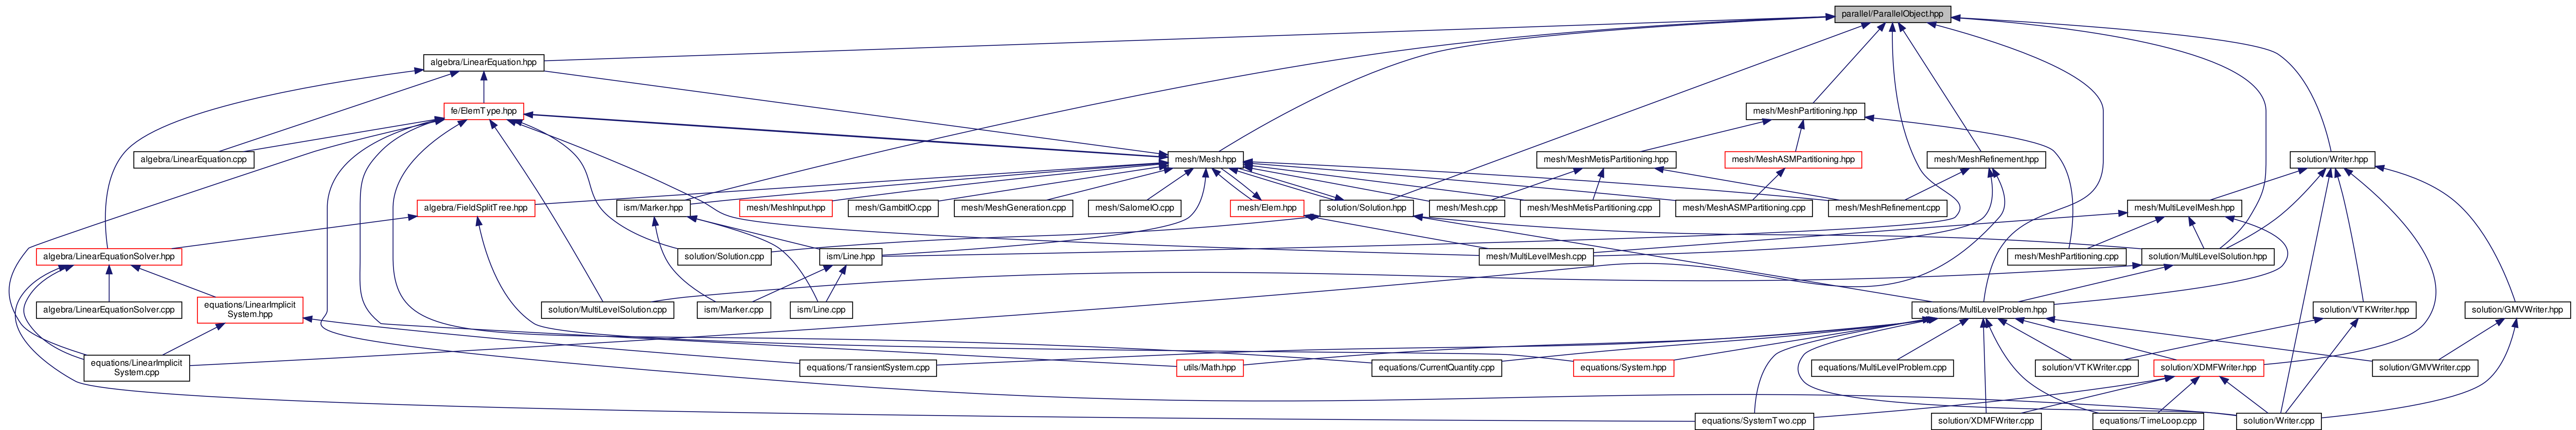 parallel/ParallelObject.hpp
algebra/LinearEquation.hpp
fe/ElemType.hpp
mesh/MeshPartitioning.hpp
algebra/LinearEquation.cpp
mesh/Mesh.hpp
mesh/MeshMetisPartitioning.hpp
mesh/MeshASMPartitioning.hpp
mesh/MeshRefinement.hpp
solution/Writer.hpp
algebra/FieldSplitTree.hpp
ism/Marker.hpp
mesh/MeshInput.hpp
mesh/GambitIO.cpp
mesh/MeshGeneration.cpp
mesh/SalomeIO.cpp
mesh/Elem.hpp
solution/Solution.hpp
mesh/Mesh.cpp
mesh/MeshMetisPartitioning.cpp
mesh/MeshASMPartitioning.cpp
mesh/MeshRefinement.cpp
mesh/MultiLevelMesh.hpp
algebra/LinearEquationSolver.hpp
solution/Solution.cpp
ism/Line.hpp
mesh/MultiLevelMesh.cpp
mesh/MeshPartitioning.cpp
solution/MultiLevelSolution.hpp
algebra/LinearEquationSolver.cpp
equations/LinearImplicit
System.hpp
solution/MultiLevelSolution.cpp
ism/Marker.cpp
ism/Line.cpp
equations/MultiLevelProblem.hpp
solution/VTKWriter.hpp
solution/GMVWriter.hpp
equations/LinearImplicit
System.cpp
equations/TransientSystem.cpp
utils/Math.hpp
equations/CurrentQuantity.cpp
equations/System.hpp
equations/MultiLevelProblem.cpp
solution/VTKWriter.cpp
solution/XDMFWriter.hpp
solution/GMVWriter.cpp
equations/SystemTwo.cpp
solution/XDMFWriter.cpp
equations/TimeLoop.cpp
solution/Writer.cpp